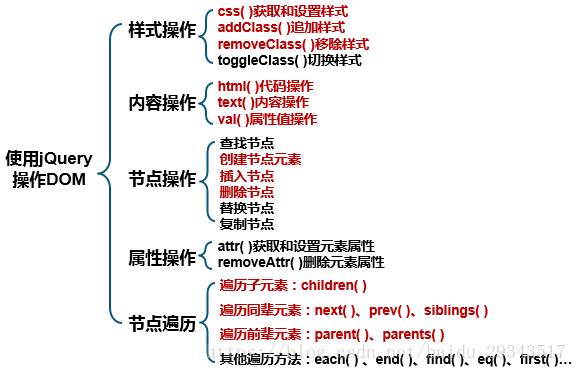 使用jQuery
操作DOM
样式操作
css( )获取和设置样式
addClass( )追加样式
removeClass( )移除样式
toggleClass( )切换样式
内容操作
html( )代码操作
text( )内容操作
val( )属性值操作
节点操作
查找节点
创建节点元素
插入节点
删除节点
替换节点
复制节点
属性操作
attr( )获取和设置元素属性
removeAttr( )删除元素属性
节点遍历
遍历子元素：children( )
遍历同辈元素：next( )、prev( )、siblings( )
遍历前辈元素：parent( )、parents( )
其他遍历方法：each( ) 、end( )、find( )、eq( )、first( )...
https://blog.csdn.net/baidu_29343517